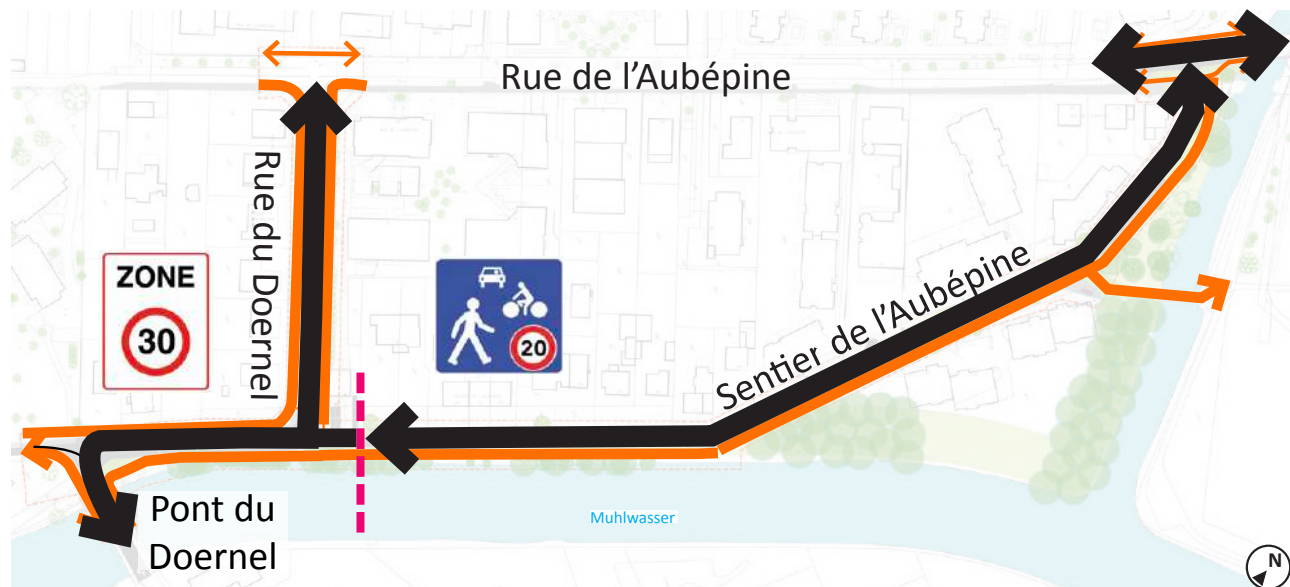 Rue de l'Aubépine
Rue du Doernel
ZONE
30
20
Sentier de l'Aubépine
Pont du
Doernel
Muhlwasser
N